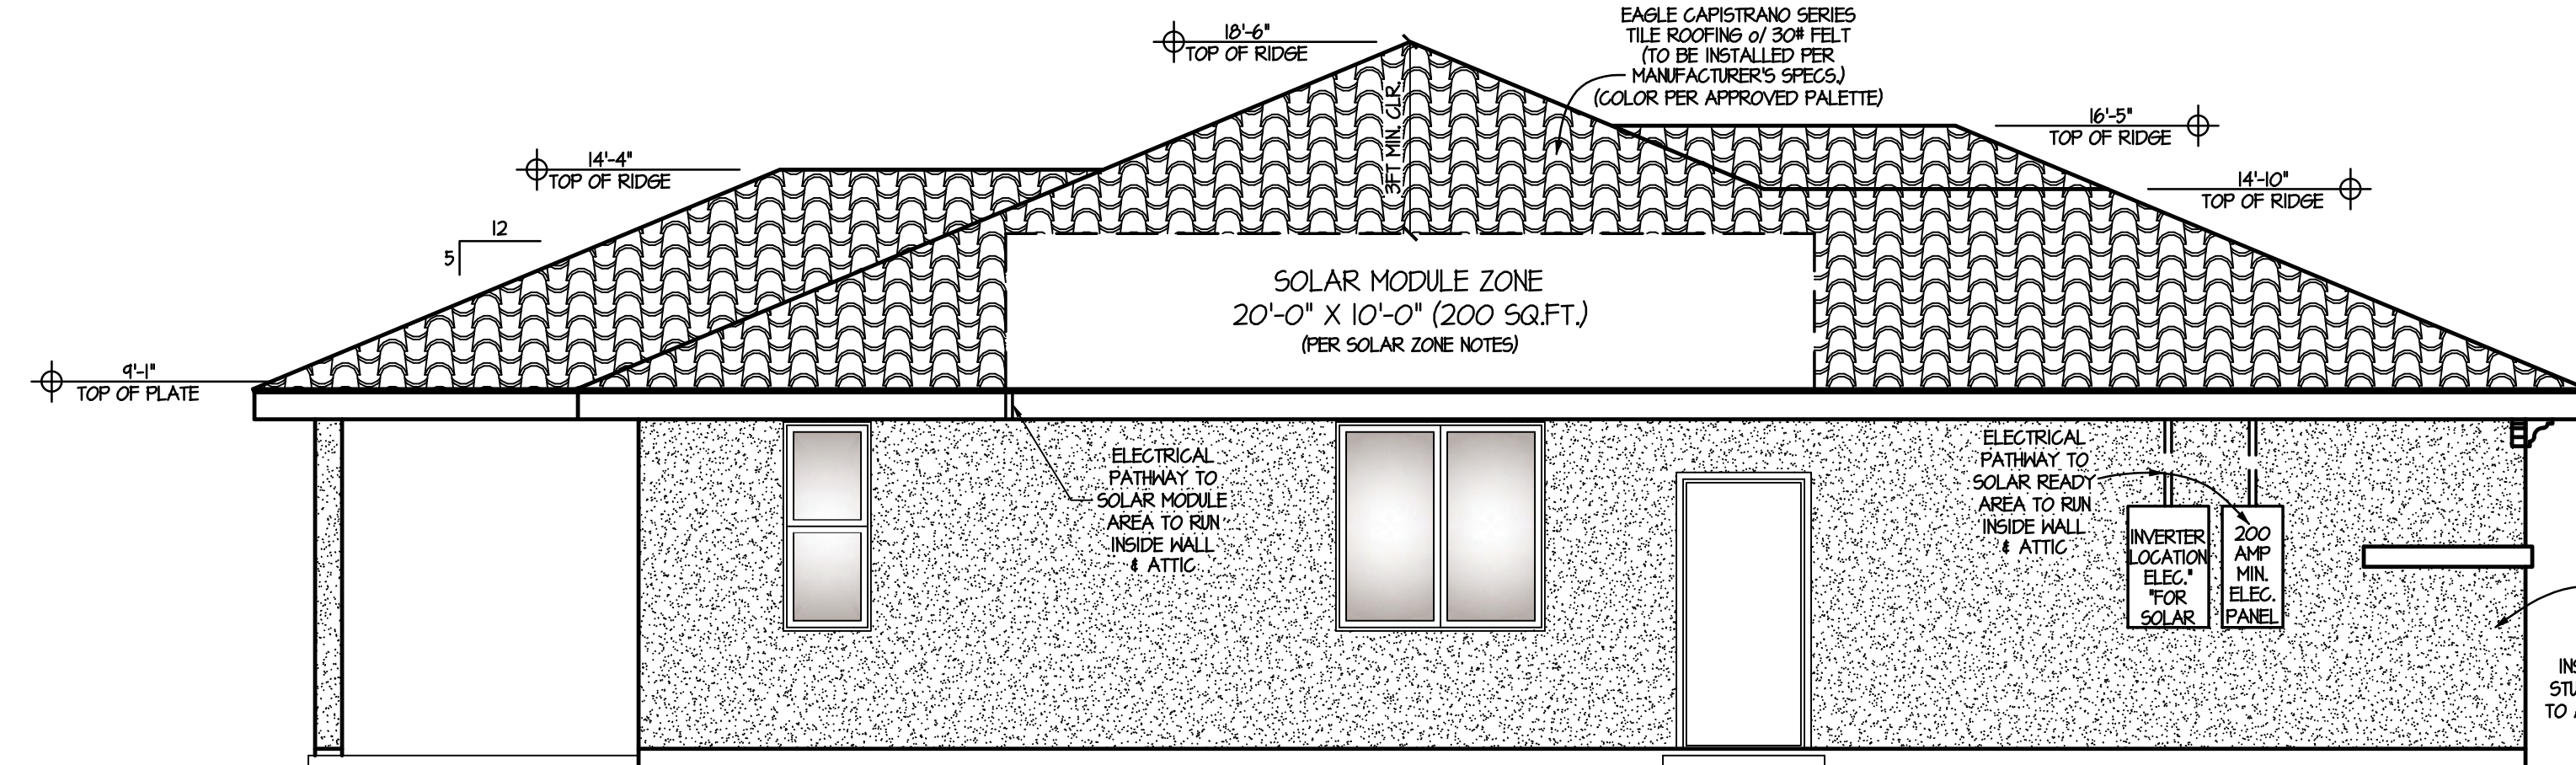 18'-6"
TOP OF RIDGE
EAGLE CAPISTRANO SERIES
TILE ROOFING o/ 30# FELT
(TO BE INSTALLED PER
MANUFACTURER'S SPECS.)
(COLOR PER APPROVED PALETTE)
3FT MIN. CLR.
16'-5"
TOP OF RIDGE
14'-4"
TOP OF RIDGE
14'-10"
TOP OF RIDGE
12
5
SOLAR MODULE ZONE
20'-0" X 10'-0" (200 SQ.FT.)
(PER SOLAR ZONE NOTES)
9'-1"
TOP OF PLATE
ELECTRICAL
PATHWAY TO
SOLAR MODULE
AREA TO RUN
INSIDE WALL
& ATTIC
ELECTRICAL
PATHWAY TO
SOLAR READY
AREA TO RUN
INSIDE WALL
& ATTIC
INVERTER
LOCATION
ELEC."
"FOR
SOLAR
200
AMP
MIN.
ELEC.
PANEL
INS
STU
TO